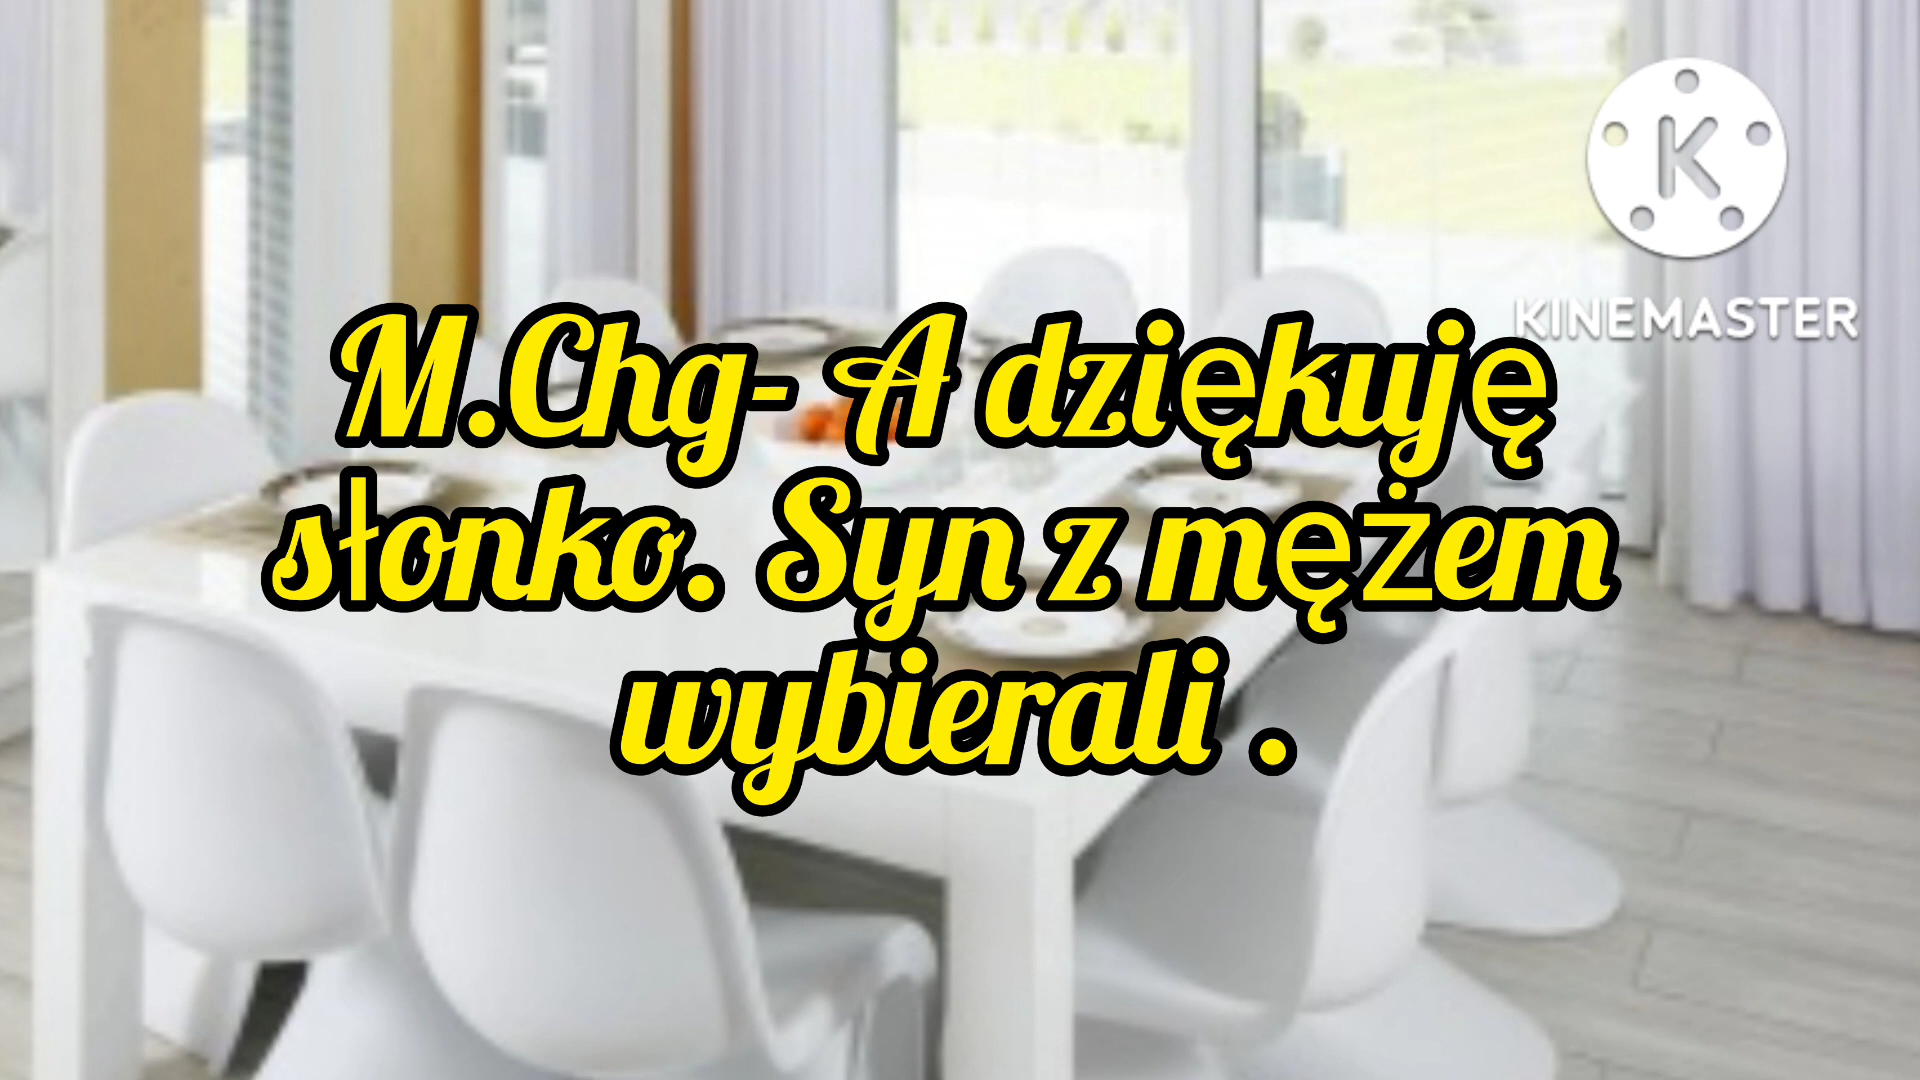 KINEMASTER
M.Chg- A dziękuję
słonko. Syn z mężem
wybierali .